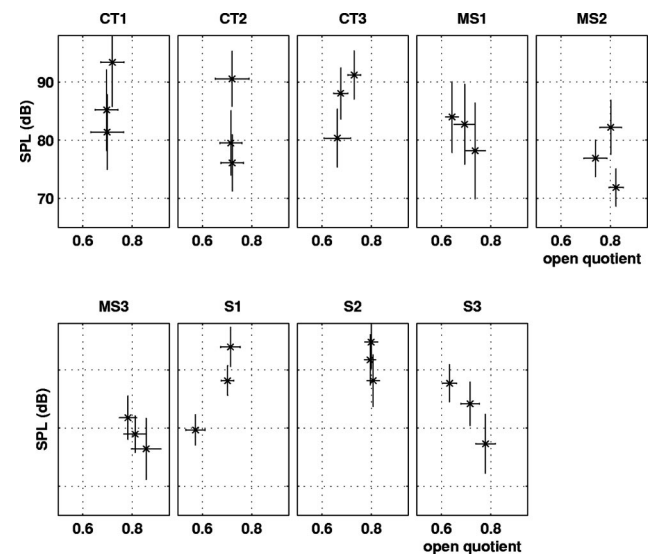 CT1 CT2 CT3 MS1 MS2
SPL (dB)
90
80
70
0.6 0.8 0.6 0.8 0.6 0.8 0.6 0.8 0.6 0.8
open quotient
MS3 S1 S2 S3
SPL (dB)
0.6 0.8 0.6 0.8 0.6 0.8 0.6 0.8
open quotient